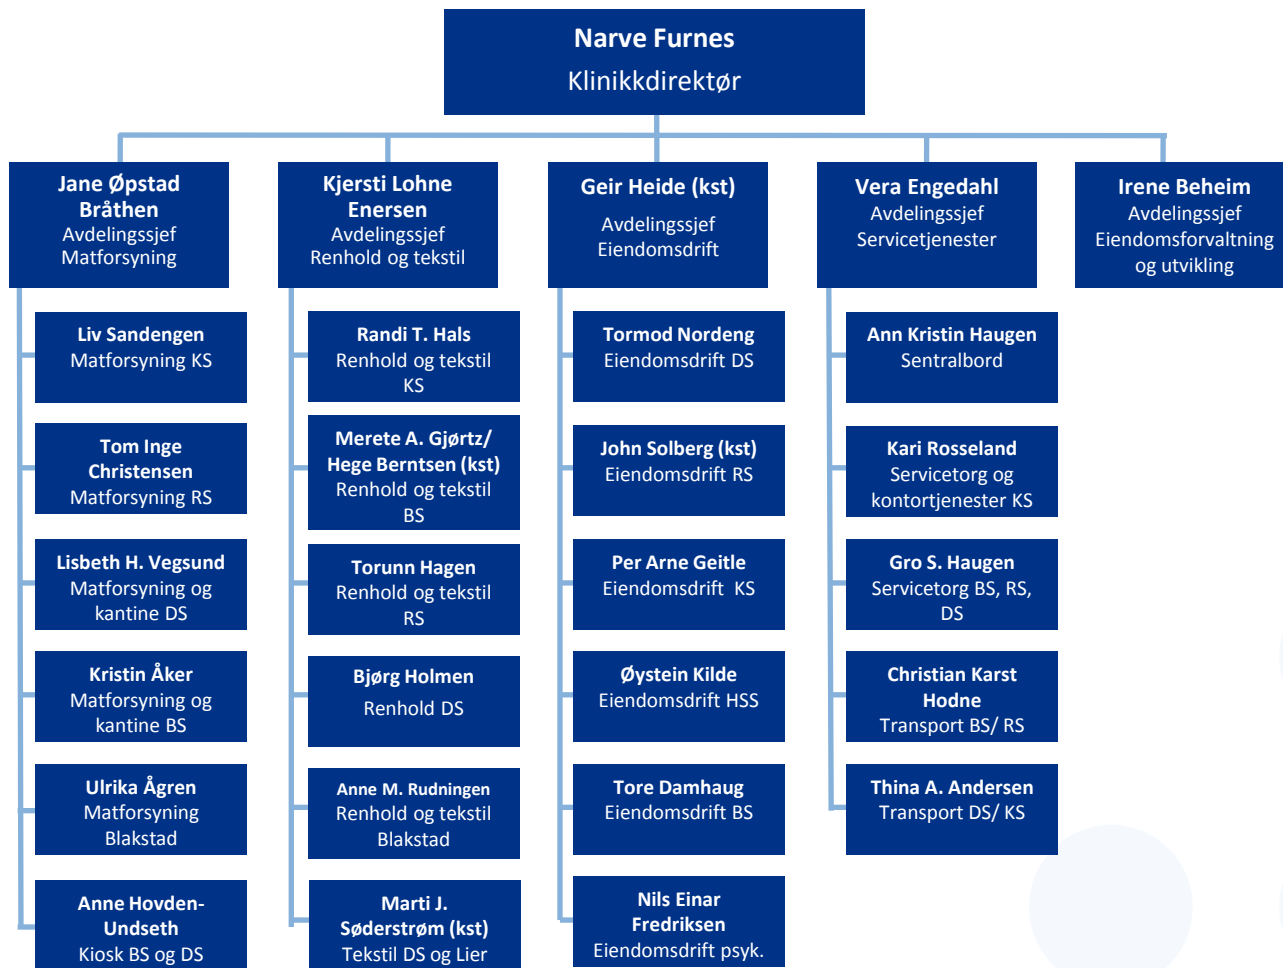 Narve Furnes
Klinikkdirektør
Jane Øpstad
Bråthen
Avdelingssjef
Matforsyning
Liv Sandengen
Matforsyning KS
Tom Inge
Christensen
Matforsyning RS
Lisbeth H. Vegsund
Matforsyning og
kantine DS
Kristin Åker
Matforsyning og
kantine BS
Ulrika Ågren
Matforsyning
Blakstad
Anne Hovden-
Undseth
Kiosk BS og DS
Kjersti Lohne
Enersen
Avdelingssjef
Renhold og tekstil
Randi T. Hals
Renhold og tekstil
KS
Merete A. Gjørtz/
Hege Berntsen (kst)
Renhold og tekstil
BS
Torunn Hagen
Renhold og tekstil
RS
Bjørg Holmen
Renhold DS
Anne M. Rudningen
Renhold og tekstil
Blakstad
Marti J.
Søderstrøm (kst)
Tekstil DS og Lier
Geir Heide (kst)
Avdelingssjef
Eiendomsdrift
Tormod Nordeng
Eiendomsdrift DS
John Solberg (kst)
Eiendomsdrift RS
Per Arne Geitle
Eiendomsdrift KS
Øystein Kilde
Eiendomsdrift HSS
Tore Damhaug
Eiendomsdrift BS
Nils Einar
Fredriksen
Eiendomsdrift psyk.
Vera Engedahl
Avdelingssjef
Servicetjenester
Ann Kristin Haugen
Sentralbord
Kari Rosseland
Servicetorg og
kontortjenester KS
Gro S. Haugen
Servicetorg BS, RS,
DS
Christian Karst
Hodne
Transport BS/ RS
Thina A. Andersen
Transport DS/ KS
Irene Beheim
Avdelingssjef
Eiendomsforvaltning
og utvikling